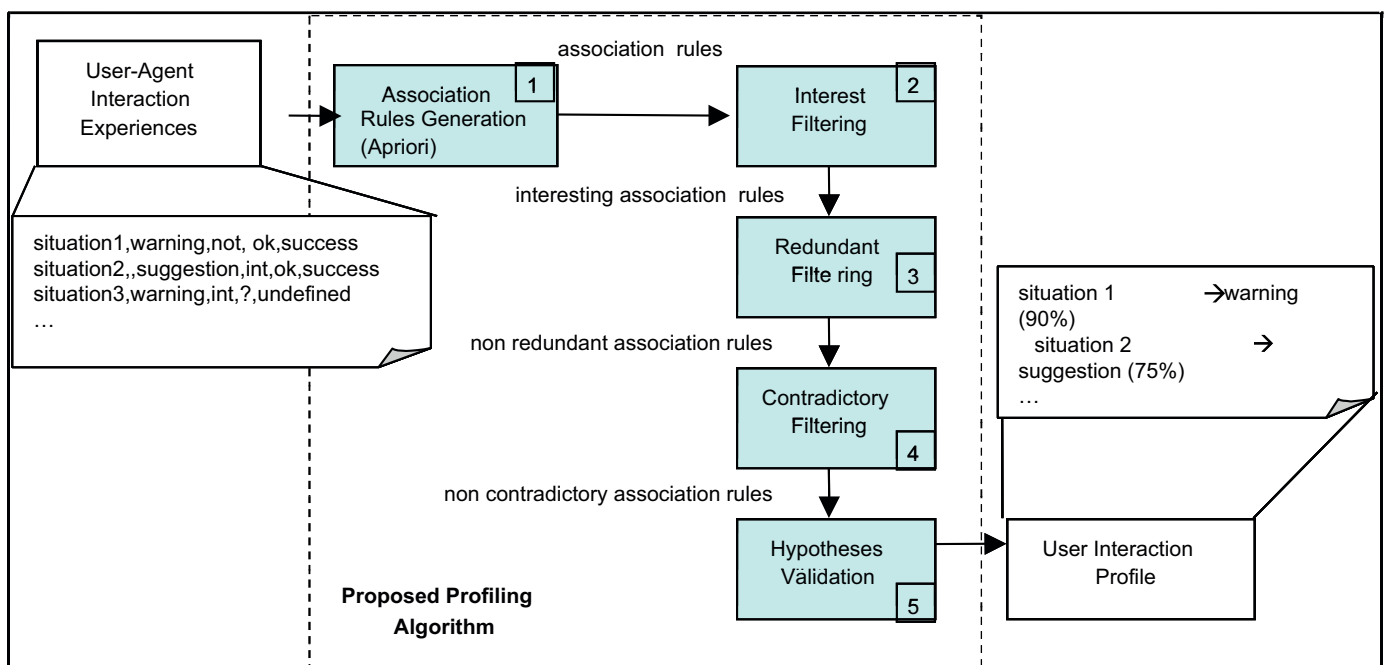 User-Agent
Interaction
Experiences
situation1,warning,not, ok,success
situation2,,suggestion,int,ok,success
situation3,warning,int,?,undefined
…
association rules
1
Association
Rules Generation
(Apriori)
2
Interest
Filtering
interesting association rules
Redundant
Filte ring
3
non redundant association rules
Contradictory
Filtering
4
non contradictory association rules
Hypotheses
Välidation
5
Proposed Profiling
Algorithm
situation 1 →warning
(90%)
situation 2 →
suggestion (75%)
…
User Interaction
Profile